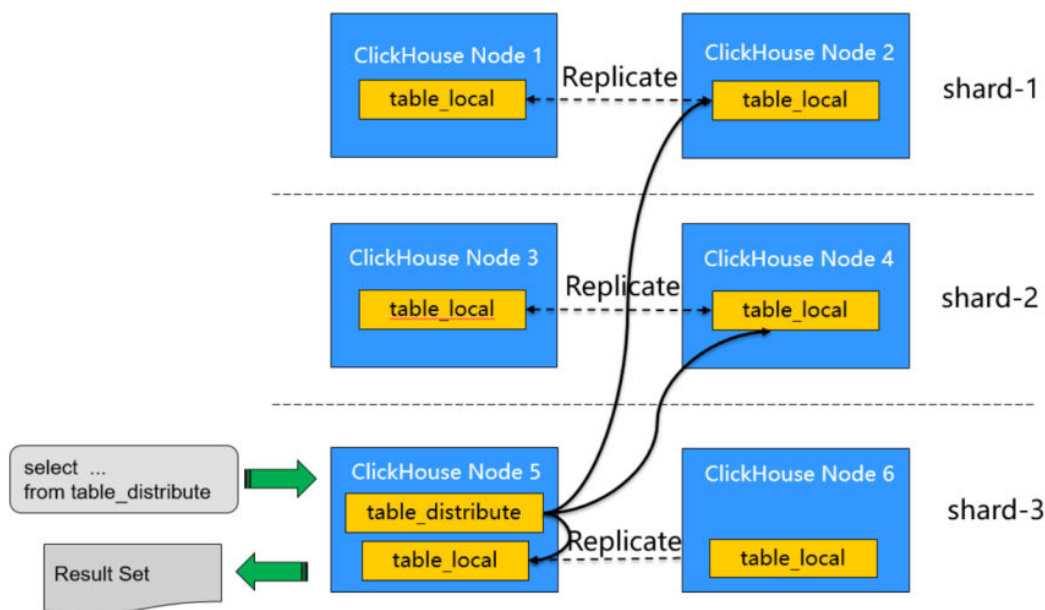 ClickHouse Node 1
table_local
Replicate
ClickHouse Node 2
table_local
shard-1
ClickHouse Node 3
table_local
Replicate
ClickHouse Node 4
table_local
shard-2
select ...
from table_distribute
ClickHouse Node 5
table_distribute
table_local
Replicate
ClickHouse Node 6
table_local
shard-3
Result Set